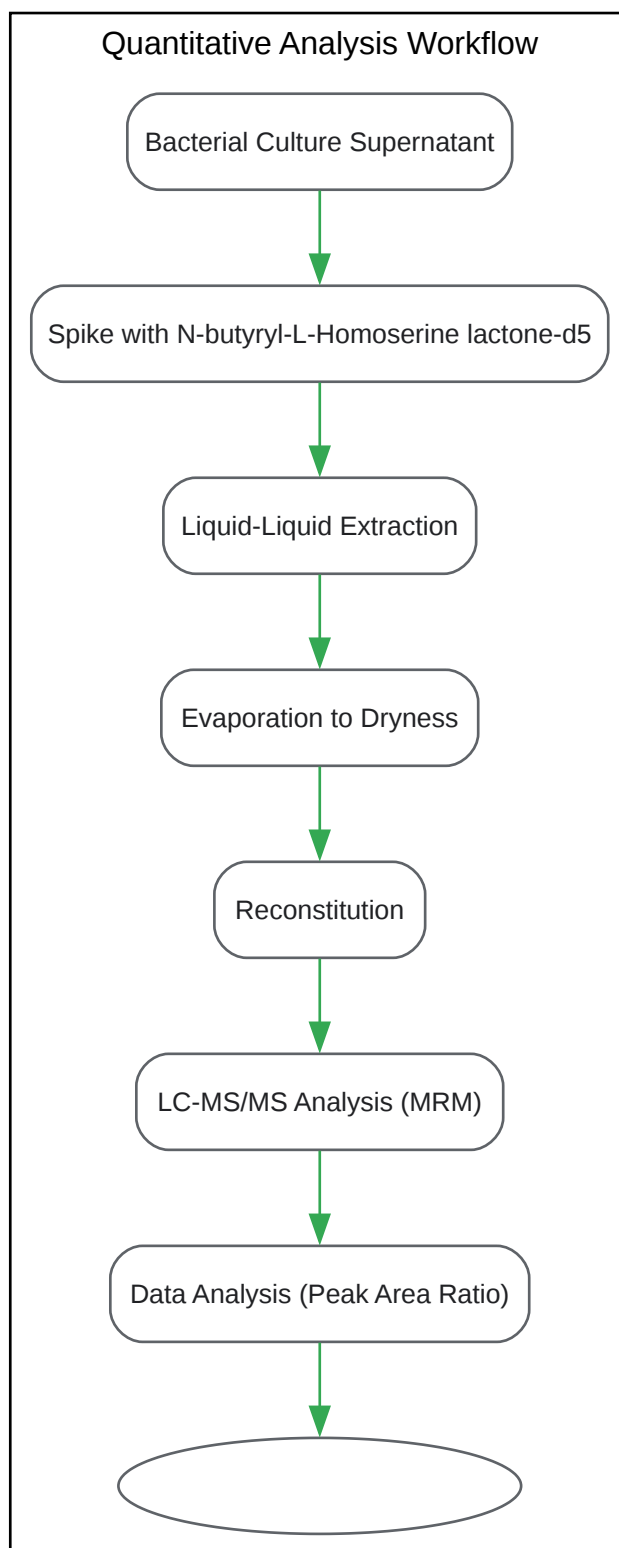 Quantitative Analysis Workflow
Bacterial Culture Supernatant
Spike with N-butyryl-L-Homoserine lactone-d5
Liquid-Liquid Extraction
Evaporation to Dryness
Reconstitution
LC-MS/MS Analysis (MRM)
Data Analysis (Peak Area Ratio)